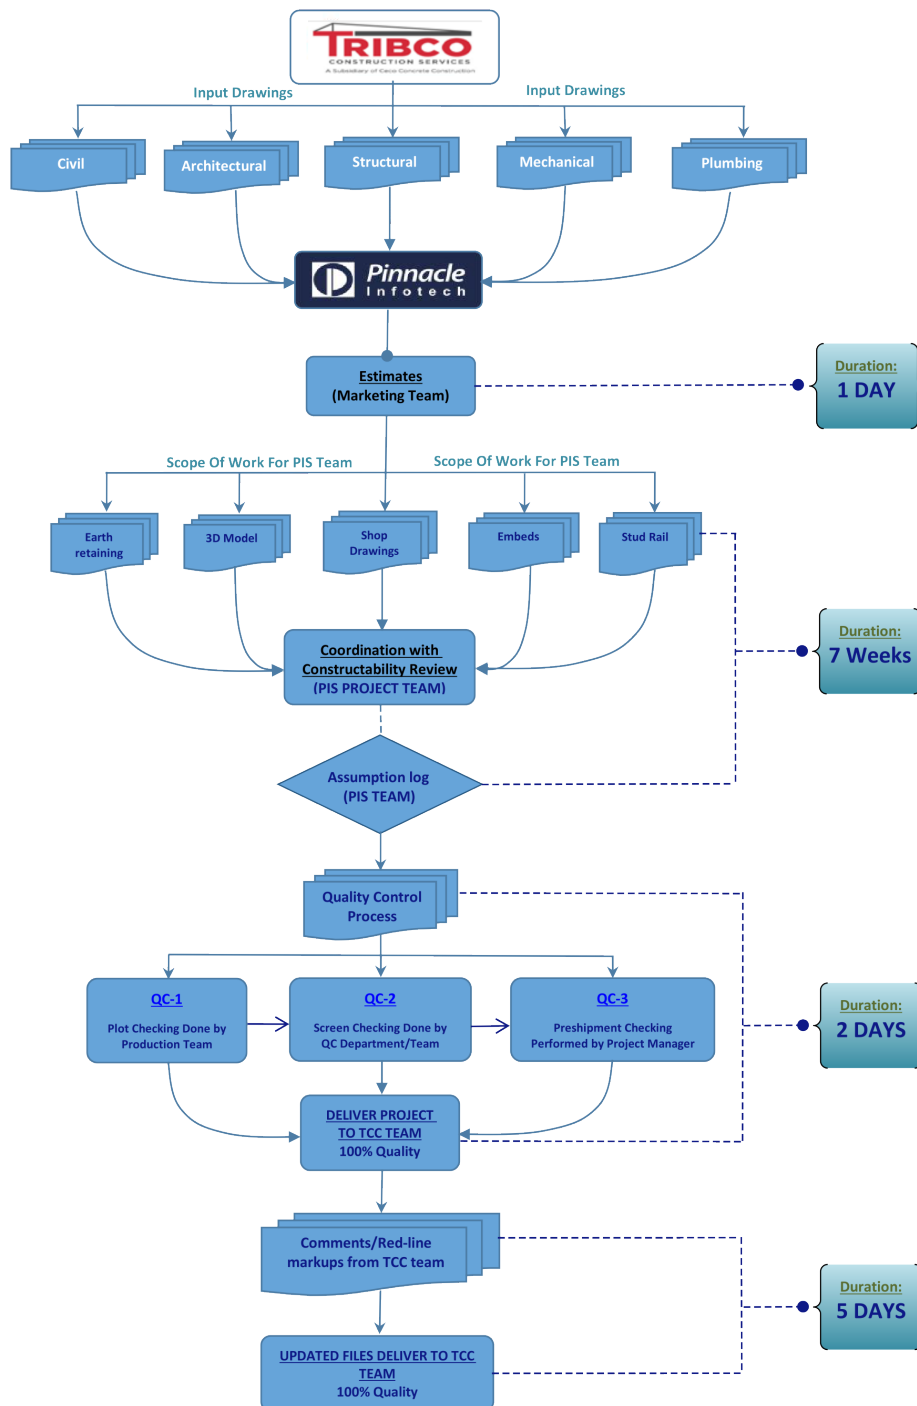 TRIBCO
CONSTRUCTION SERVICES
A Subsidiary of Ceco Concrete Construction
Input Drawings
Input Drawings
Civil
Architectural
Structural
Mechanical
Plumbing
Pinnacle
Infotech
Estimates
(Marketing Team)
Duration:
1 DAY
Scope Of Work For PIS Team
Scope Of Work For PIS Team
Earth
retaining
3D Model
Shop
Drawings
Embeds
Stud Rail
Coordination with
Constructability Review
(PIS PROJECT TEAM)
Duration:
7 Weeks
Assumption log
(PIS TEAM)
Quality Control
Process
QC-1
Plot Checking Done by
Production Team
QC-2
Screen Checking Done by
QC Department/Team
QC-3
Preshipment Checking
Performed by Project Manager
Duration:
2 DAYS
DELIVER PROJECT
TO TCC TEAM
100% Quality
Comments/Red-line
markups from TCC team
Duration:
5 DAYS
UPDATED FILES DELIVER TO TCC
TEAM
100% Quality